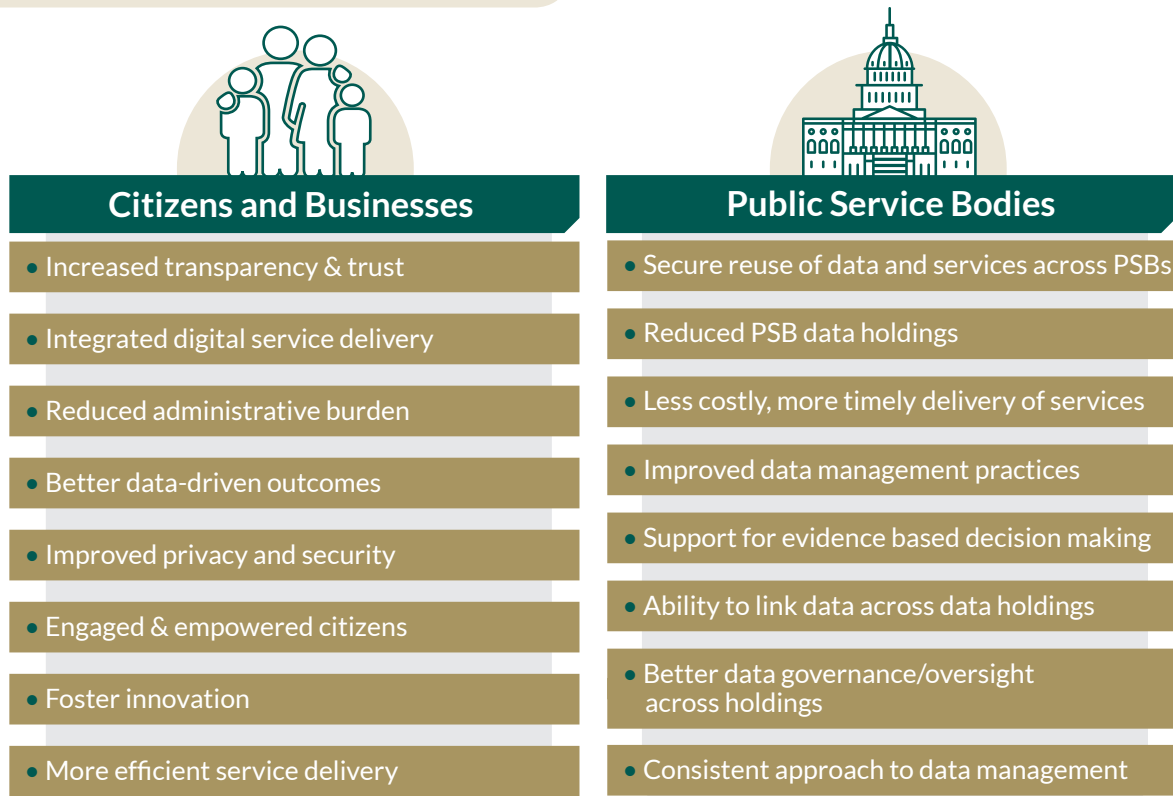 Citizens and Businesses
• Increased transparency & trust
• Integrated digital service delivery
• Reduced administrative burden
• Better data-driven outcomes
• Improved privacy and security
• Engaged & empowered citizens
• Foster innovation
• More efficient service delivery
Public Service Bodies
• Secure reuse of data and services across PSBs
• Reduced PSB data holdings
• Less costly, more timely delivery of services
• Improved data management practices
• Support for evidence based decision making
• Ability to link data across data holdings
• Better data governance/oversight
across holdings
• Consistent approach to data management